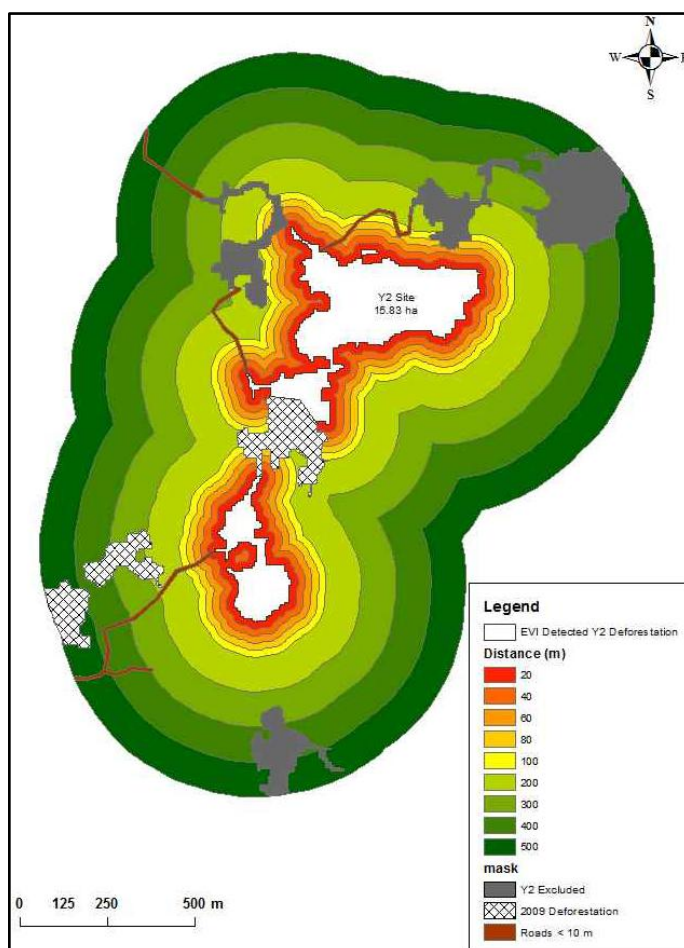 N
W E
S
Y2 Site
15.83 ha
Legend
EVI Detected Y2 Deforestation
Distance (m)
20
40
60
80
100
200
300
400
500
mask
Y2 Excluded
2009 Deforestation
Roads < 10 m
0 125 250 500 m